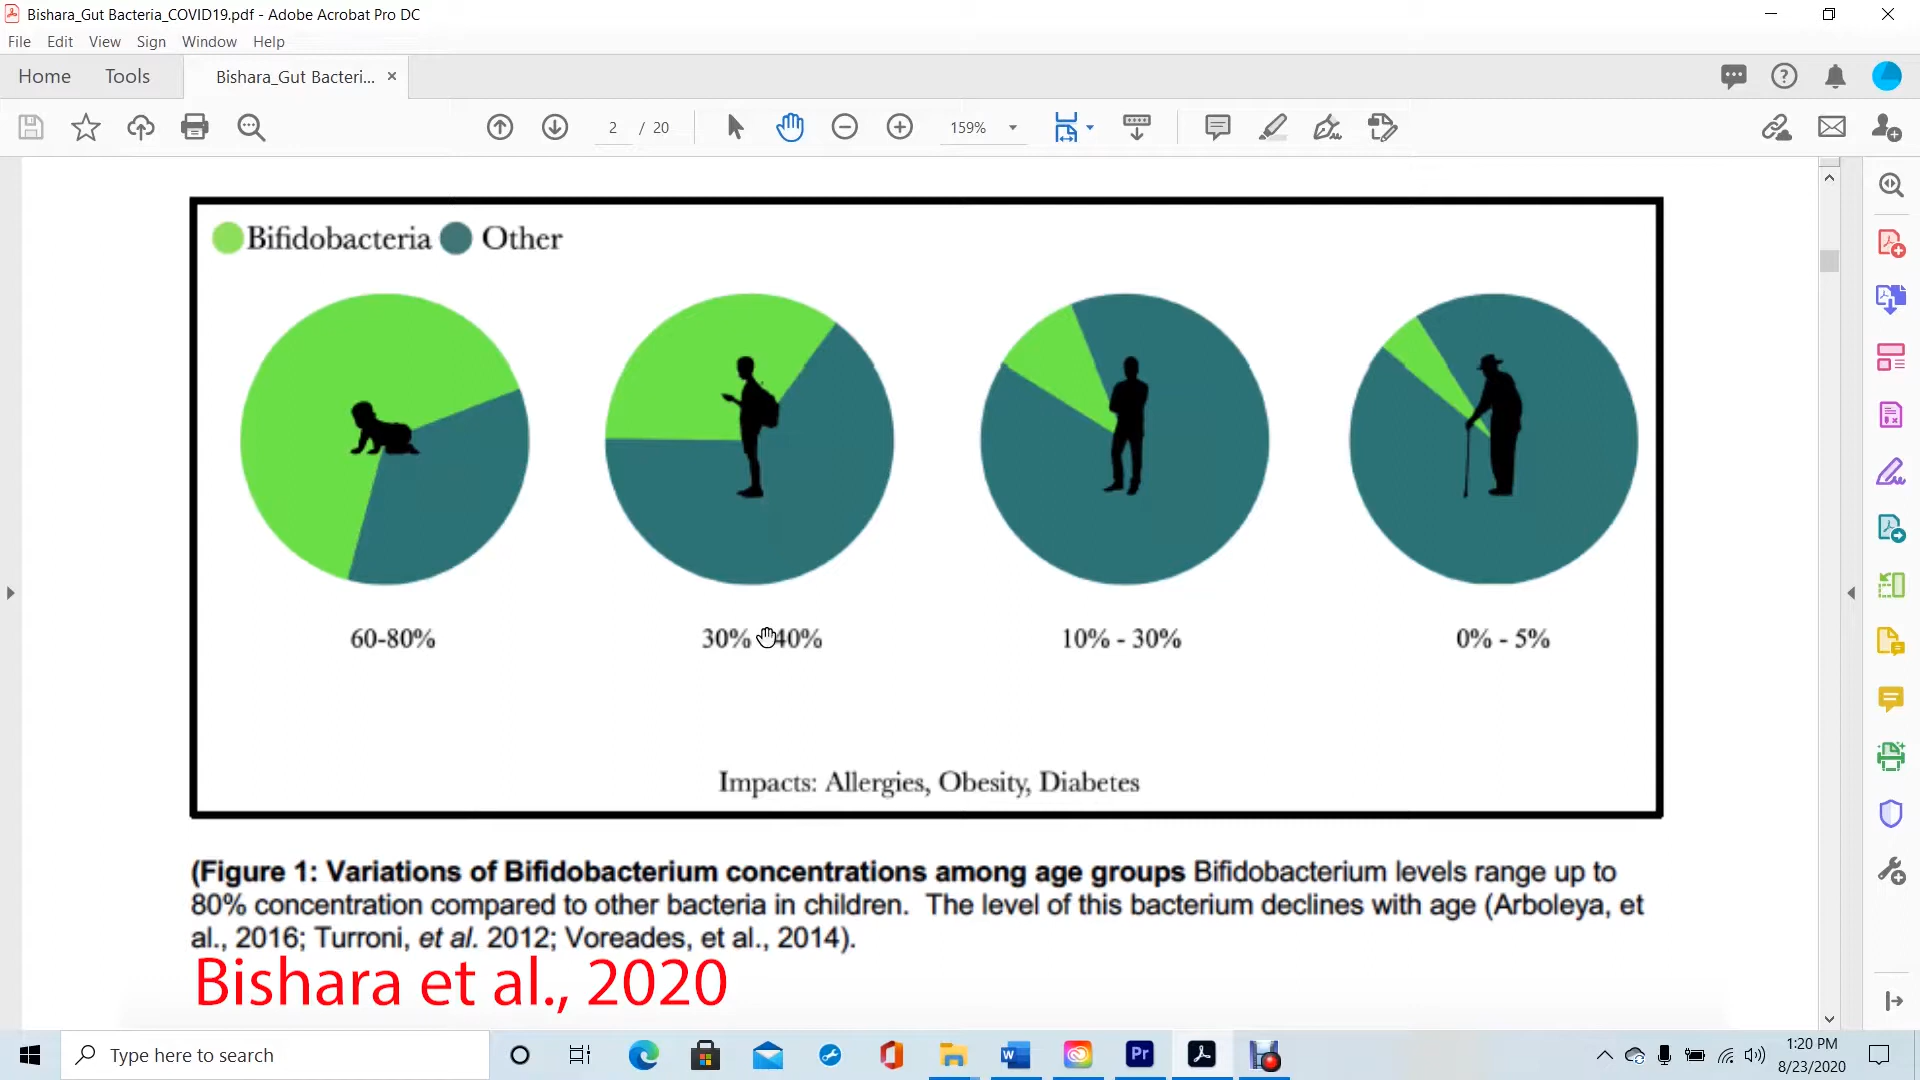 Bishara_Gut Bacteria_COVID19.pdf - Adobe Acrobat Pro DC
File Edit View Sign Window Help
Home Tools Bishara_Gut Bacteri... ×
2 / 20 159%
Bifidobacteria Other
60-80% 30% 40% 10% - 30% 0% - 5%
Impacts: Allergies, Obesity, Diabetes
(Figure 1: Variations of Bifidobacterium concentrations among age groups Bifidobacterium levels range up to
80% concentration compared to other bacteria in children. The level of this bacterium declines with age (Arboleya, et
al., 2016; Turroni, et al. 2012; Voreades, et al., 2014).
Bishara et al., 2020
Type here to search
W Pr
1:20 PM
8/23/2020